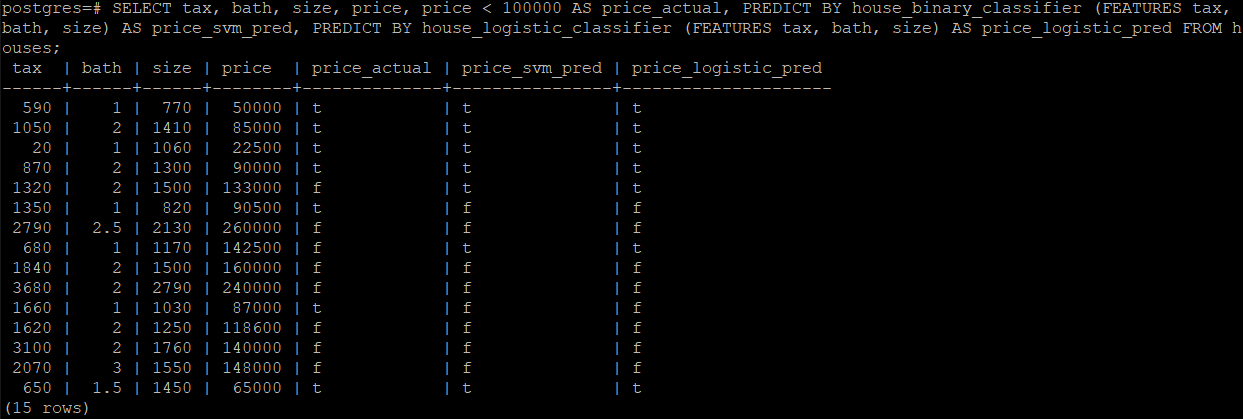 postgres=# SELECT tax, bath, size, price, price < 100000 AS price_actual, PREDICT BY house_binary_classifier (FEATURES tax,
bath, size) AS price_svm_pred, PREDICT BY house_logistic_classifier (FEATURES tax, bath, size) AS price_logistic_pred FROM h
ouses;
 tax  | bath | size | price  | price_actual | price_svm_pred | price_logistic_pred
------+------+------+--------+--------------+----------------+---------------------
  590 |    1 |  770 |  50000 | t            | t              | t
 1050 |    2 | 1410 |  85000 | t            | t              | t
   20 |    1 | 1060 |  22500 | t            | t              | t
  870 |    2 | 1300 |  90000 | t            | t              | t
 1320 |    2 | 1500 | 133000 | f            | t              | t
 1350 |    1 |  820 |  90500 | t            | f              | f
 2790 |  2.5 | 2130 | 260000 | f            | f              | f
  680 |    1 | 1170 | 142500 | f            | t              | t
 1840 |    2 | 1500 | 160000 | f            | f              | f
 3680 |    2 | 2790 | 240000 | f            | f              | f
 1660 |    1 | 1030 |  87000 | t            | f              | f
 1620 |    2 | 1250 | 118600 | f            | f              | f
 3100 |    2 | 1760 | 140000 | f            | f              | f
 2070 |    3 | 1550 | 148000 | f            | f              | f
  650 |  1.5 | 1450 |  65000 | t            | t              | t
(15 rows)